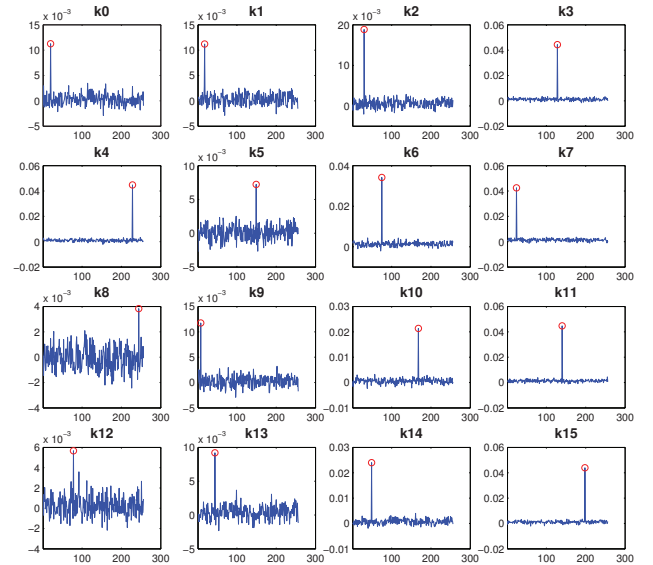 k0 k1 k2 k3
x 10 −3 x 10 −3 x 10 −3
15 15 20 0.06
10 10 15 0.04
5 5 10 0.02
0 0 5 0
−5 −5 0 −0.02
100 200 300 100 200 300 100 200 300 100 200 300
k4 k5 k6 k7
x 10 −3
0.06 10 0.04 0.06
0.04 5 0.02 0.04
0.02 0 0 0.02
0 −5 0
−0.02 −0.02
100 200 300 100 200 300 100 200 300 100 200 300
k8 k9 k10 k11
x 10 −3 x 10 −3
4 15 0.03 0.06
2 10 0.02 0.04
0 5 0.01 0.02
−2 0 0 0
−4 −5 −0.01 −0.02
100 200 300 100 200 300 100 200 300 100 200 300
k12 k13 k14 k15
x 10 −3 x 10 −3
6 10 0.03 0.06
4 5 0.02 0.04
2 0 0.01 0.02
0 −5 0 0
−2 −0.01 −0.02
−4
100 200 300 100 200 300 100 200 300 100 200 300